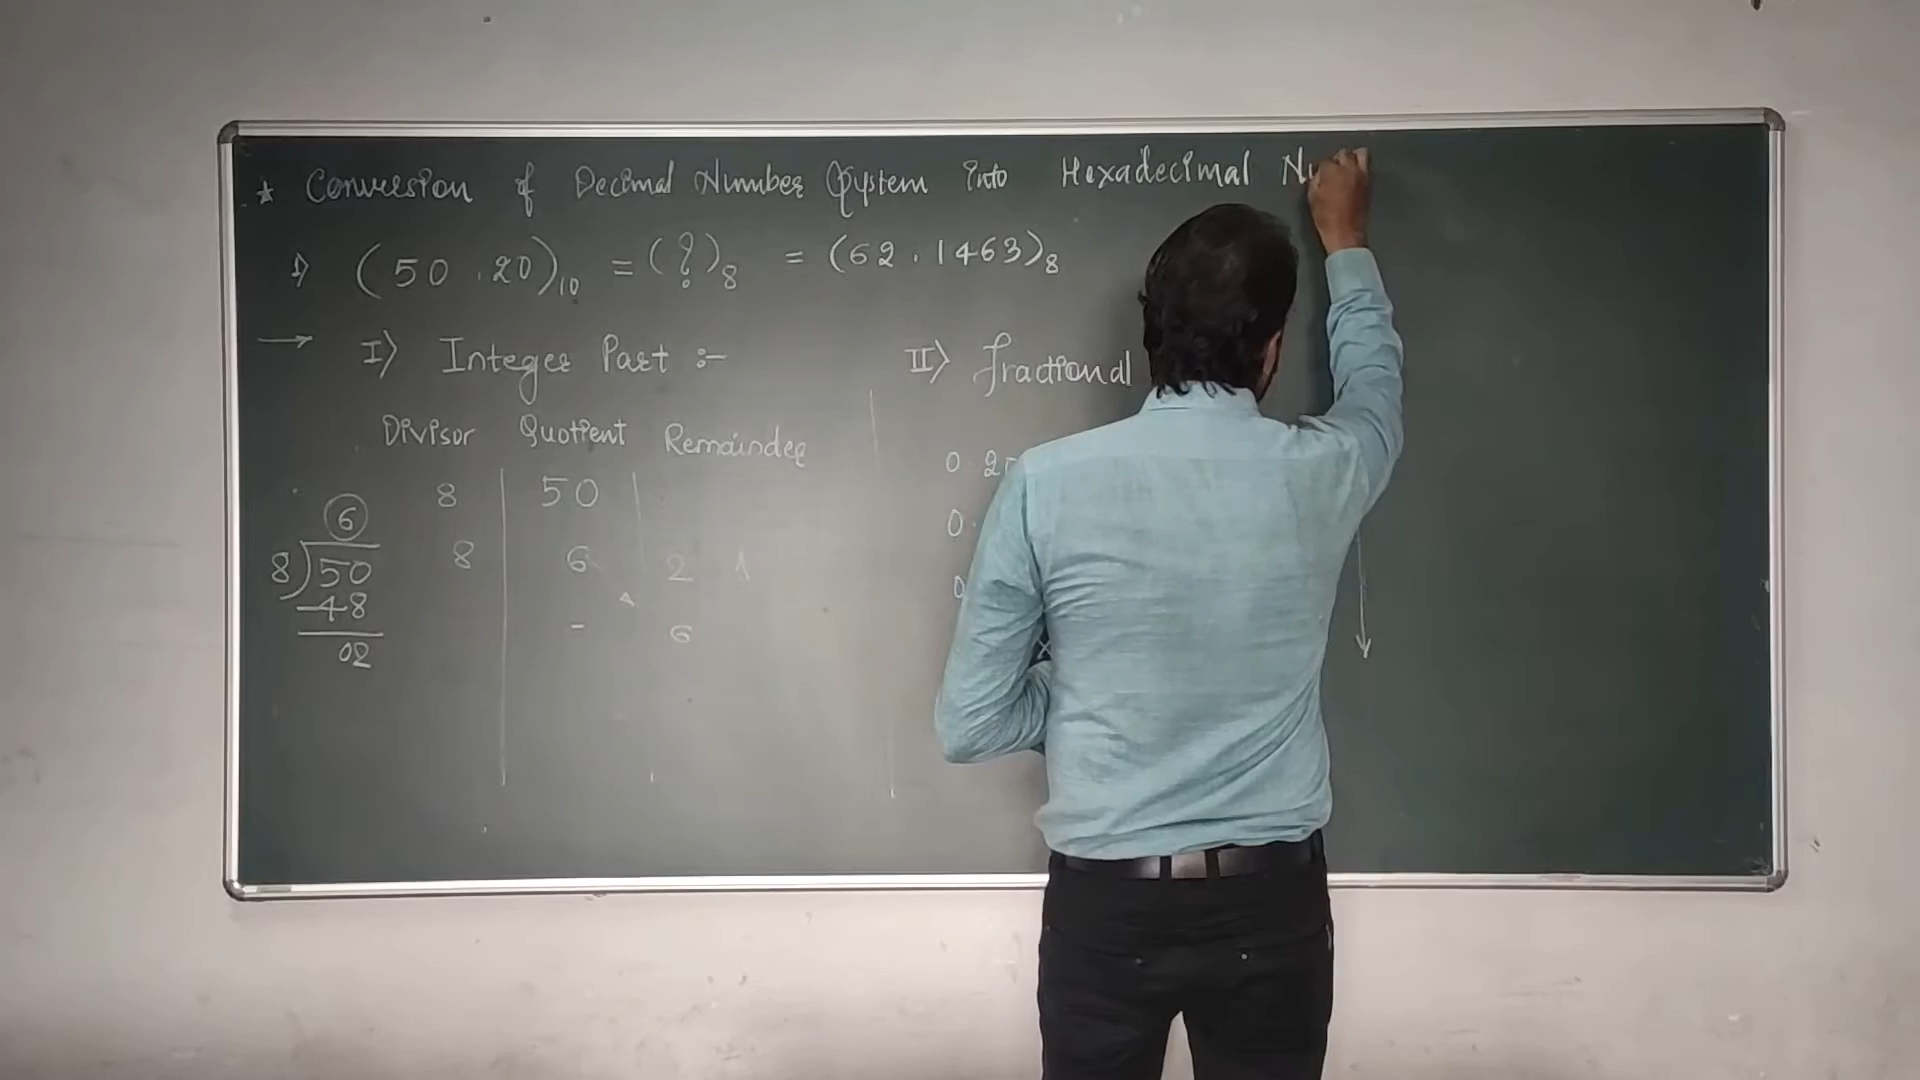 ★ Conversion of Decimal Number System into Hexadecimal Nu
1) (50.20)10 = (?)8 = (62.1463)8
→ I) Integer Part :-
II) fractional
Divisor Quotient Remainder
8 50
8 6 2
- 6
6
8)50
48
02
0.20
0.
0
×